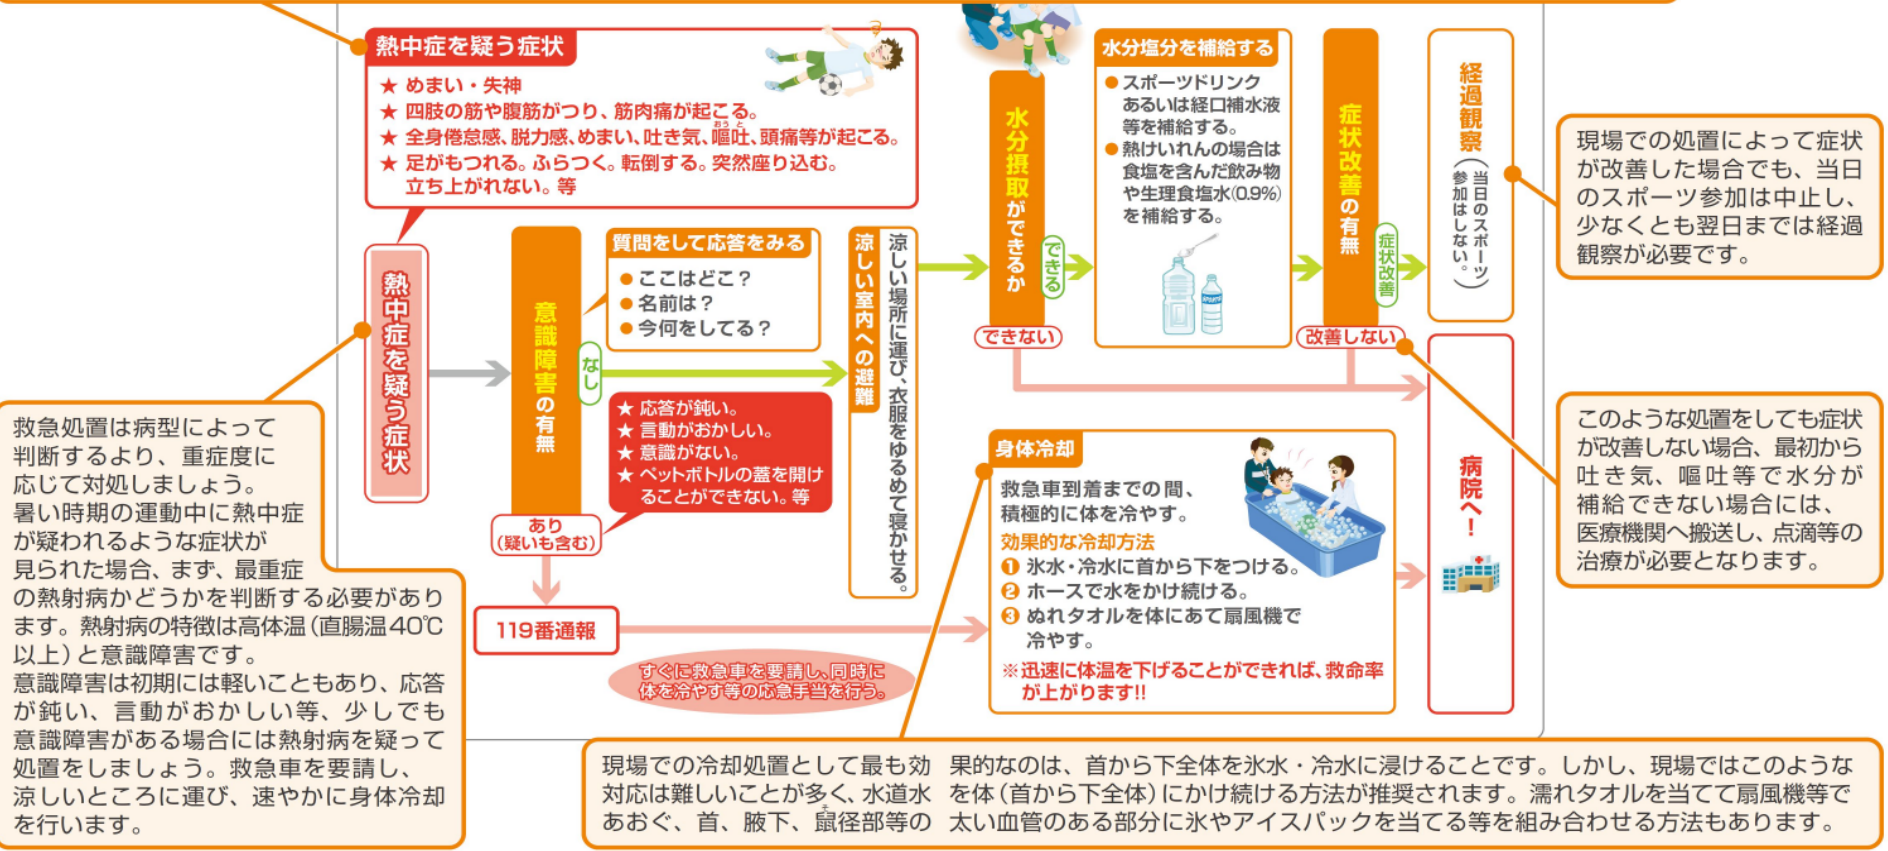 熱中症を疑う症状
★ めまい・失神
★ 四肢の筋や腹筋がつり、筋肉痛が起こる。
★ 全身倦怠感、脱力感、めまい、吐き気、嘔吐、頭痛等が起こる。
おう と
★ 足がもつれる。ふらつく。転倒する。突然座り込む。
立ち上がれない。等
熱中症を疑う症状
意識障害の有無
質問をして応答をみる
● ここはどこ？
● 名前は？
● 今何をしてる？
なし
★ 応答が鈍い。
★ 言動がおかしい。
★ 意識がない。
★ ペットボトルの蓋を開け
ることができない。等
あり
(疑いも含む)
119番通報
すぐに救急車を要請し、同時に
体を冷やす等の応急手当を行う。
涼しい室内への避難
涼しい場所に運び、衣服をゆるめて寝かせる。
水分摂取ができるか
できる
できない
水分塩分を補給する
● スポーツドリンク
あるいは経口補水液
等を補給する。
● 熱けいれんの場合は
食塩を含んだ飲み物
や生理食塩水(0.9%)
を補給する。
症状改善の有無
症状改善
改善しない
経過観察
(当日のスポーツ
参加はしない。)
病院へ！
身体冷却
救急車到着までの間、
積極的に体を冷やす。
効果的な冷却方法
❶ 氷水・冷水に首から下をつける。
❷ ホースで水をかけ続ける。
❸ ぬれタオルを体にあて扇風機で
冷やす。
※迅速に体温を下げることができれば、救命率
が上がります!!
現場での処置によって症状
が改善した場合でも、当日
のスポーツ参加は中止し、
少なくとも翌日までは経過
観察が必要です。
このような処置をしても症状
が改善しない場合、最初から
吐き気、嘔吐等で水分が
補給できない場合には、
医療機関へ搬送し、点滴等の
治療が必要となります。
救急処置は病型によって
判断するより、重症度に
応じて対処しましょう。
暑い時期の運動中に熱中症
が疑われるような症状が
見られた場合、まず、最重症
の熱射病かどうかを判断する必要があり
ます。熱射病の特徴は高体温(直腸温40℃
以上)と意識障害です。
意識障害は初期には軽いこともあり、応答
が鈍い、言動がおかしい等、少しでも
意識障害がある場合には熱射病を疑って
処置をしましょう。救急車を要請し、
涼しいところに運び、速やかに身体冷却
を行います。
現場での冷却処置として最も効 果的なのは、首から下全体を氷水・冷水に浸けることです。しかし、現場ではこのような
対応は難しいことが多く、水道水 を体(首から下全体)にかけ続ける方法が推奨されます。濡れタオルを当てて扇風機等で
そ
あおぐ、首、腋下、鼠径部等の 太い血管のある部分に氷やアイスパックを当てる等を組み合わせる方法もあります。